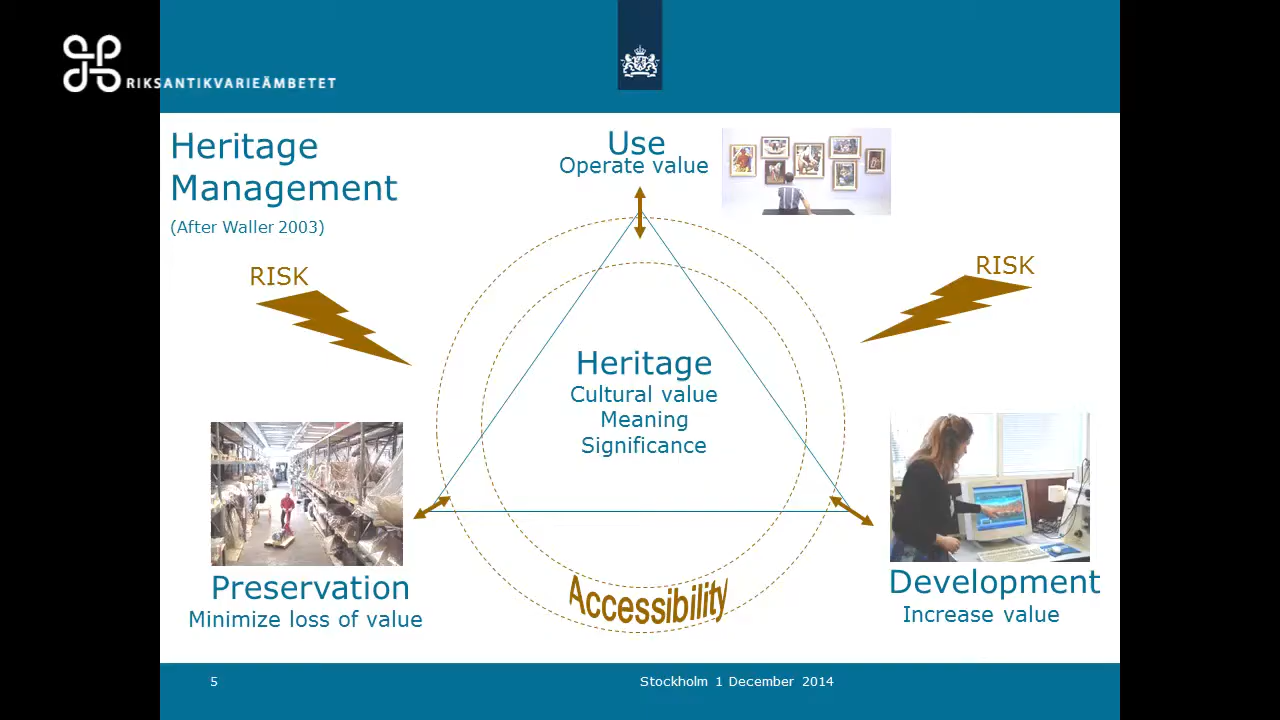 RIKSANTIKVARIEÄMBETET
Heritage
Management
(After Waller 2003)
Use
Operate value
RISK
RISK
Heritage
Cultural value
Meaning
Significance
Preservation
Minimize loss of value
Accessibility
Development
Increase value
5
Stockholm 1 December 2014